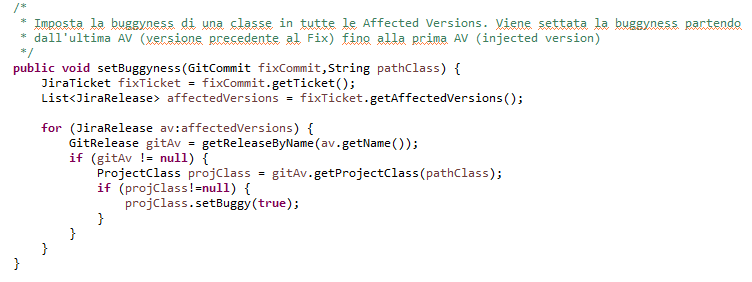 /*
 * Imposta la buggyness di una classe in tutte le Affected Versions. Viene settata la buggyness partendo
 * dall'ultima AV (versione precedente al Fix) fino alla prima AV (injected version)
 */
public void setBuggyness(GitCommit fixCommit,String pathClass) {
    JiraTicket fixTicket = fixCommit.getTicket();
    List<JiraRelease> affectedVersions = fixTicket.getAffectedVersions();

    for (JiraRelease av:affectedVersions) {
        GitRelease gitAv = getReleaseByName(av.getName());
        if (gitAv != null) {
            ProjectClass projClass = gitAv.getProjectClass(pathClass);
            if (projClass!=null) {
                projClass.setBuggy(true);
            }
        }
    }
}